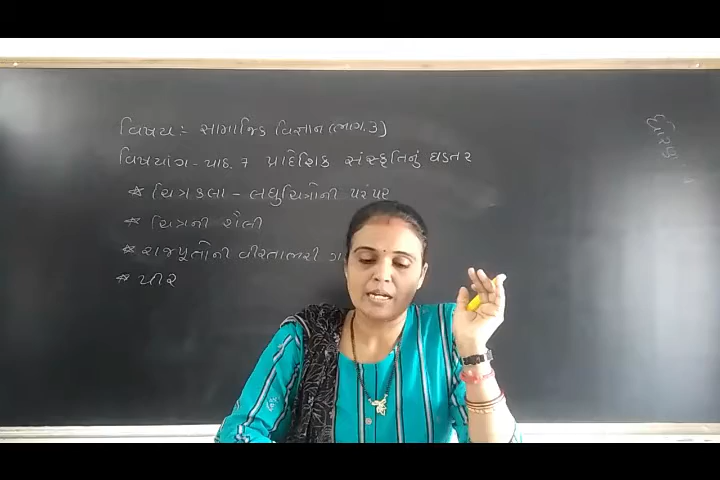 વિષય:- સામાજિક વિજ્ઞાન (ભાગ.3)
વિષયાંગ - પાઠ. 7 પ્રાદેશિક સંસ્કૃતિનું ઘડતર
* ચિત્રકલા - લઘુચિત્રોની પરંપર
* ચિત્રની શૈલી
* રાજપૂતોની વીરતાભરી
* પીર